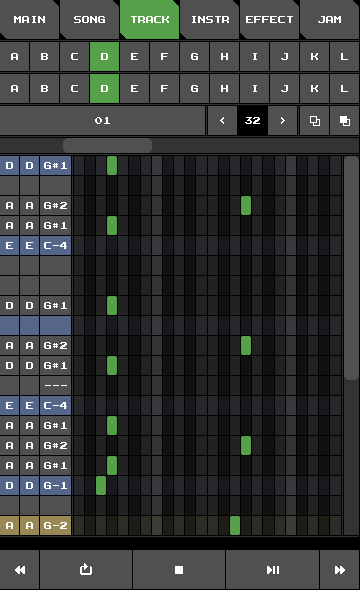 MAIN SONG TRACK INSTR EFFECT JAM
A B C D E F G H I J K L
A B C D E F G H I J K L
01 < 32 >
D D G#1
A A G#2
A A G#1
E E C-4
D D G#1
A A G#2
D D G#1
---
E E C-4
A A G#1
A A G#2
A A G#1
D D G-1
A A G-2